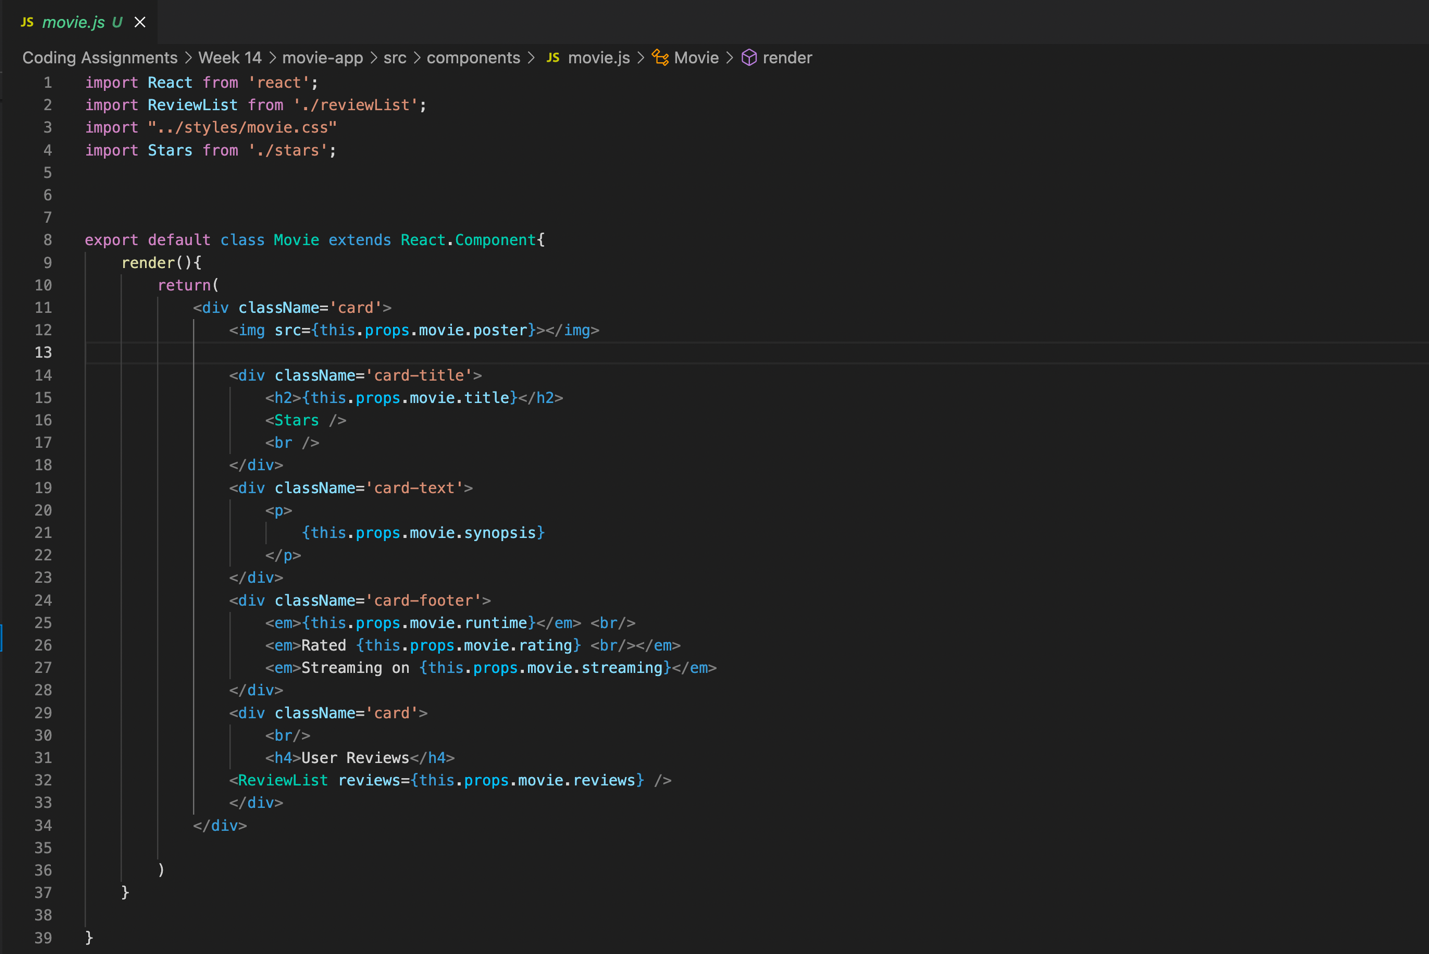 JS movie.js U ×
Coding Assignments > Week 14 > movie-app > src > components > JS movie.js > Movie > render
1 import React from 'react';
2 import ReviewList from './reviewList';
3 import "../styles/movie.css"
4 import Stars from './stars';
5
6
7
8 export default class Movie extends React.Component{
9 render(){
10 return(
11 <div className='card'>
12 <img src={this.props.movie.poster}></img>
13
14 <div className='card-title'>
15 <h2>{this.props.movie.title}</h2>
16 <Stars />
17 <br />
18 </div>
19 <div className='card-text'>
20 <p>
21 {this.props.movie.synopsis}
22 </p>
23 </div>
24 <div className='card-footer'>
25 <em>{this.props.movie.runtime}</em> <br/>
26 <em>Rated {this.props.movie.rating} <br/></em>
27 <em>Streaming on {this.props.movie.streaming}</em>
28 </div>
29 <div className='card'>
30 <br/>
31 <h4>User Reviews</h4>
32 <ReviewList reviews={this.props.movie.reviews} />
33 </div>
34 </div>
35
36 )
37 }
38
39 }